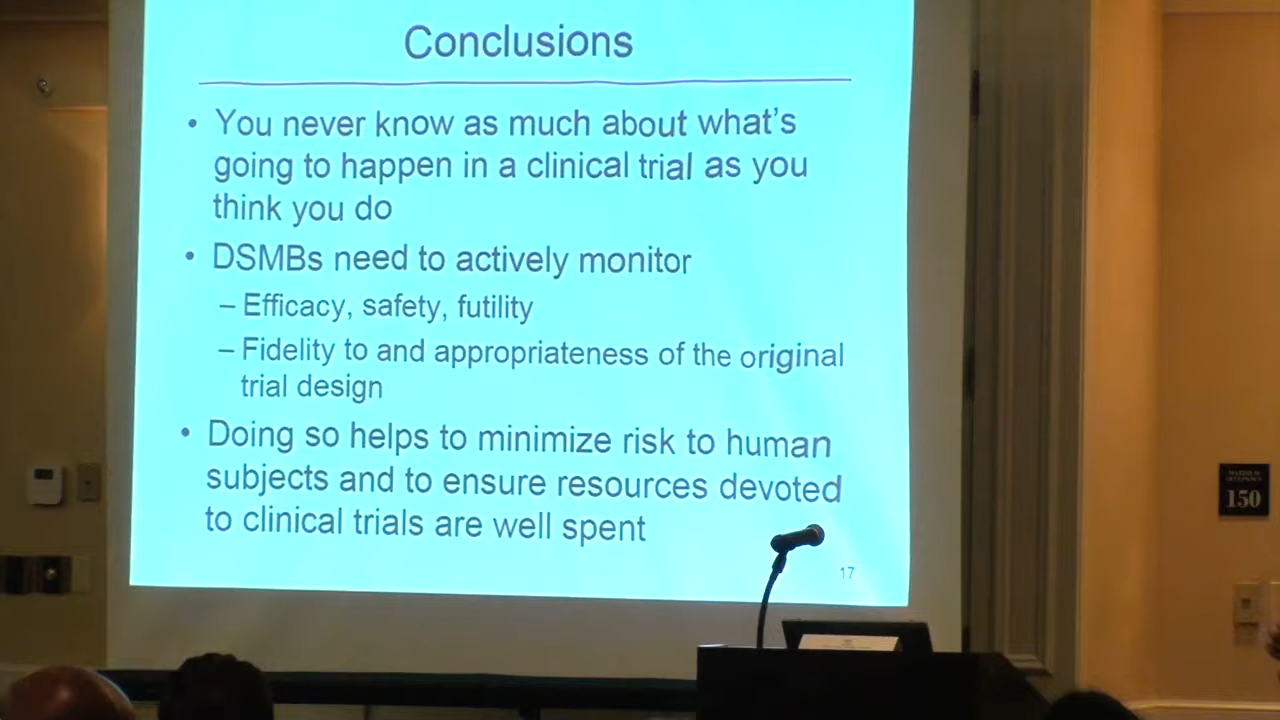 Conclusions
• You never know as much about what's
going to happen in a clinical trial as you
think you do
• DSMBs need to actively monitor
– Efficacy, safety, futility
– Fidelity to and appropriateness of the original
trial design
• Doing so helps to minimize risk to human
subjects and to ensure resources devoted
to clinical trials are well spent
17
MAXIMUM
OCCUPANCY
150